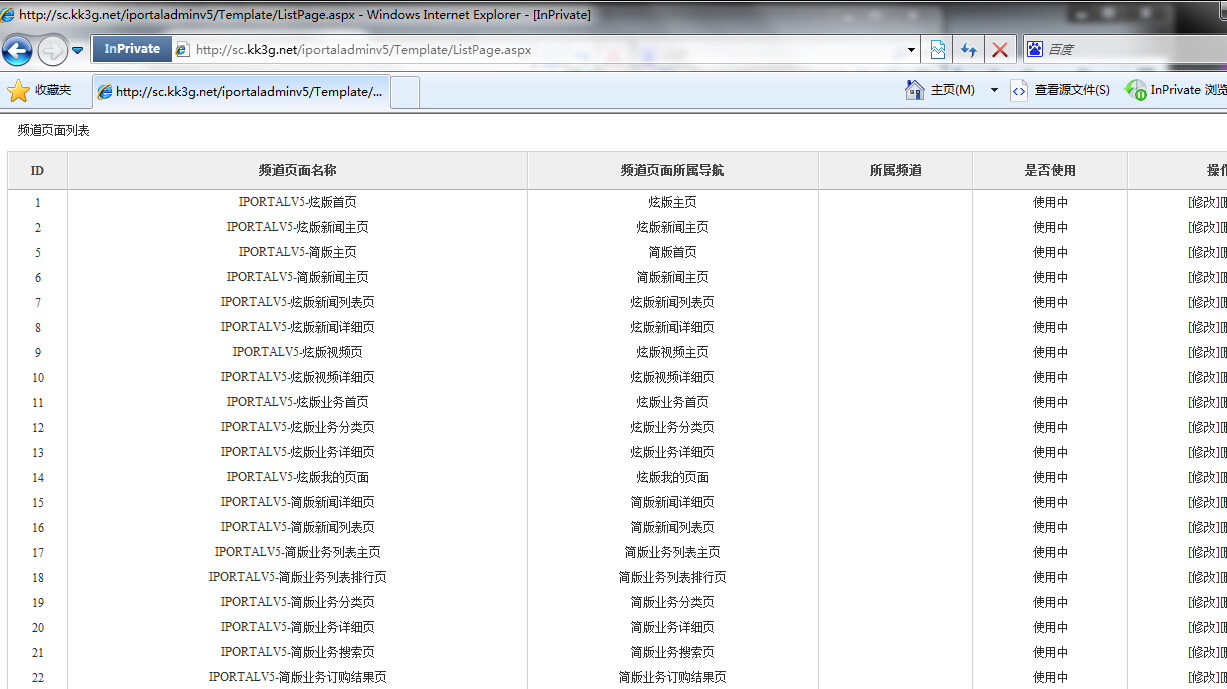 http://sc.kk3g.net/iportaladminv5/Template/ListPage.aspx - Windows Internet Explorer - [InPrivate]
InPrivate http://sc.kk3g.net/iportaladminv5/Template/ListPage.aspx 百度
收藏夹 http://sc.kk3g.net/iportaladminv5/Template/... 主页(M) 查看源文件(S) InPrivate 浏览
频道页面列表
ID 频道页面名称 频道页面所属导航 所属频道 是否使用 操作
1 IPORTALV5-炫版首页 炫版主页 使用中 [修改]
2 IPORTALV5-炫版新闻主页 炫版新闻主页 使用中 [修改]
5 IPORTALV5-简版主页 简版首页 使用中 [修改]
6 IPORTALV5-简版新闻主页 简版新闻主页 使用中 [修改]
7 IPORTALV5-炫版新闻列表页 炫版新闻列表页 使用中 [修改]
8 IPORTALV5-炫版新闻详细页 炫版新闻详细页 使用中 [修改]
9 IPORTALV5-炫版视频页 炫版视频主页 使用中 [修改]
10 IPORTALV5-炫版视频详细页 炫版视频详细页 使用中 [修改]
11 IPORTALV5-炫版业务首页 炫版业务首页 使用中 [修改]
12 IPORTALV5-炫版业务分类页 炫版业务分类页 使用中 [修改]
13 IPORTALV5-炫版业务详细页 炫版业务详细页 使用中 [修改]
14 IPORTALV5-炫版我的页面 炫版我的页面 使用中 [修改]
15 IPORTALV5-简版新闻详细页 简版新闻详细页 使用中 [修改]
16 IPORTALV5-简版新闻列表页 简版新闻列表页 使用中 [修改]
17 IPORTALV5-简版业务列表主页 简版业务列表主页 使用中 [修改]
18 IPORTALV5-简版业务列表排行页 简版业务列表排行页 使用中 [修改]
19 IPORTALV5-简版业务分类页 简版业务分类页 使用中 [修改]
20 IPORTALV5-简版业务详细页 简版业务详细页 使用中 [修改]
21 IPORTALV5-简版业务搜索页 简版业务搜索页 使用中 [修改]
22 IPORTALV5-简版业务订购结果页 简版业务订购结果页 使用中 [修改]